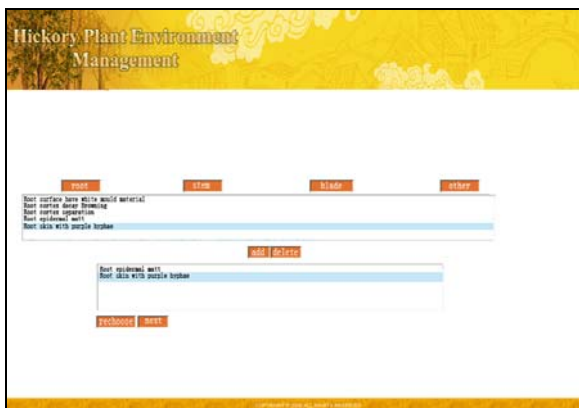 Hickory Plant Environment
Management
root stem blade other
Root surface have white mould material
Root cortex decay Browning
Root cortex separation
Root epidermal matt
Root skin with purple hyphae
add delete
Root epidermal matt
Root skin with purple hyphae
rechoose next